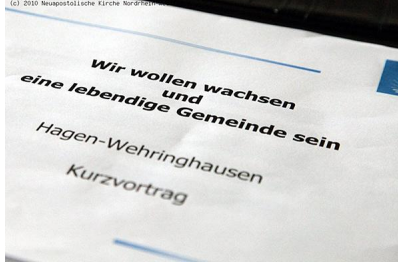 (c) 2010 Neuapostolische Kirche Nordrhein-
Wir wollen wachsen
und
eine lebendige Gemeinde sein
Hagen-Wehringhausen
Kurzvortrag